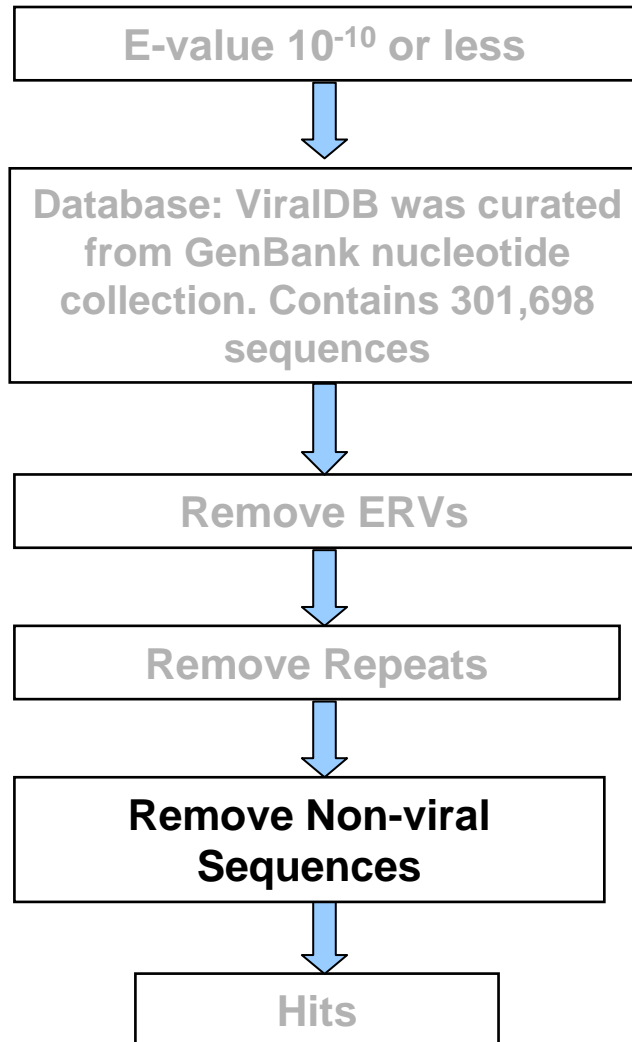 E-value 10⁻¹⁰ or less
Database: ViralDB was curated
from GenBank nucleotide
collection. Contains 301,698
sequences
Remove ERVs
Remove Repeats
Remove Non-viral
Sequences
Hits